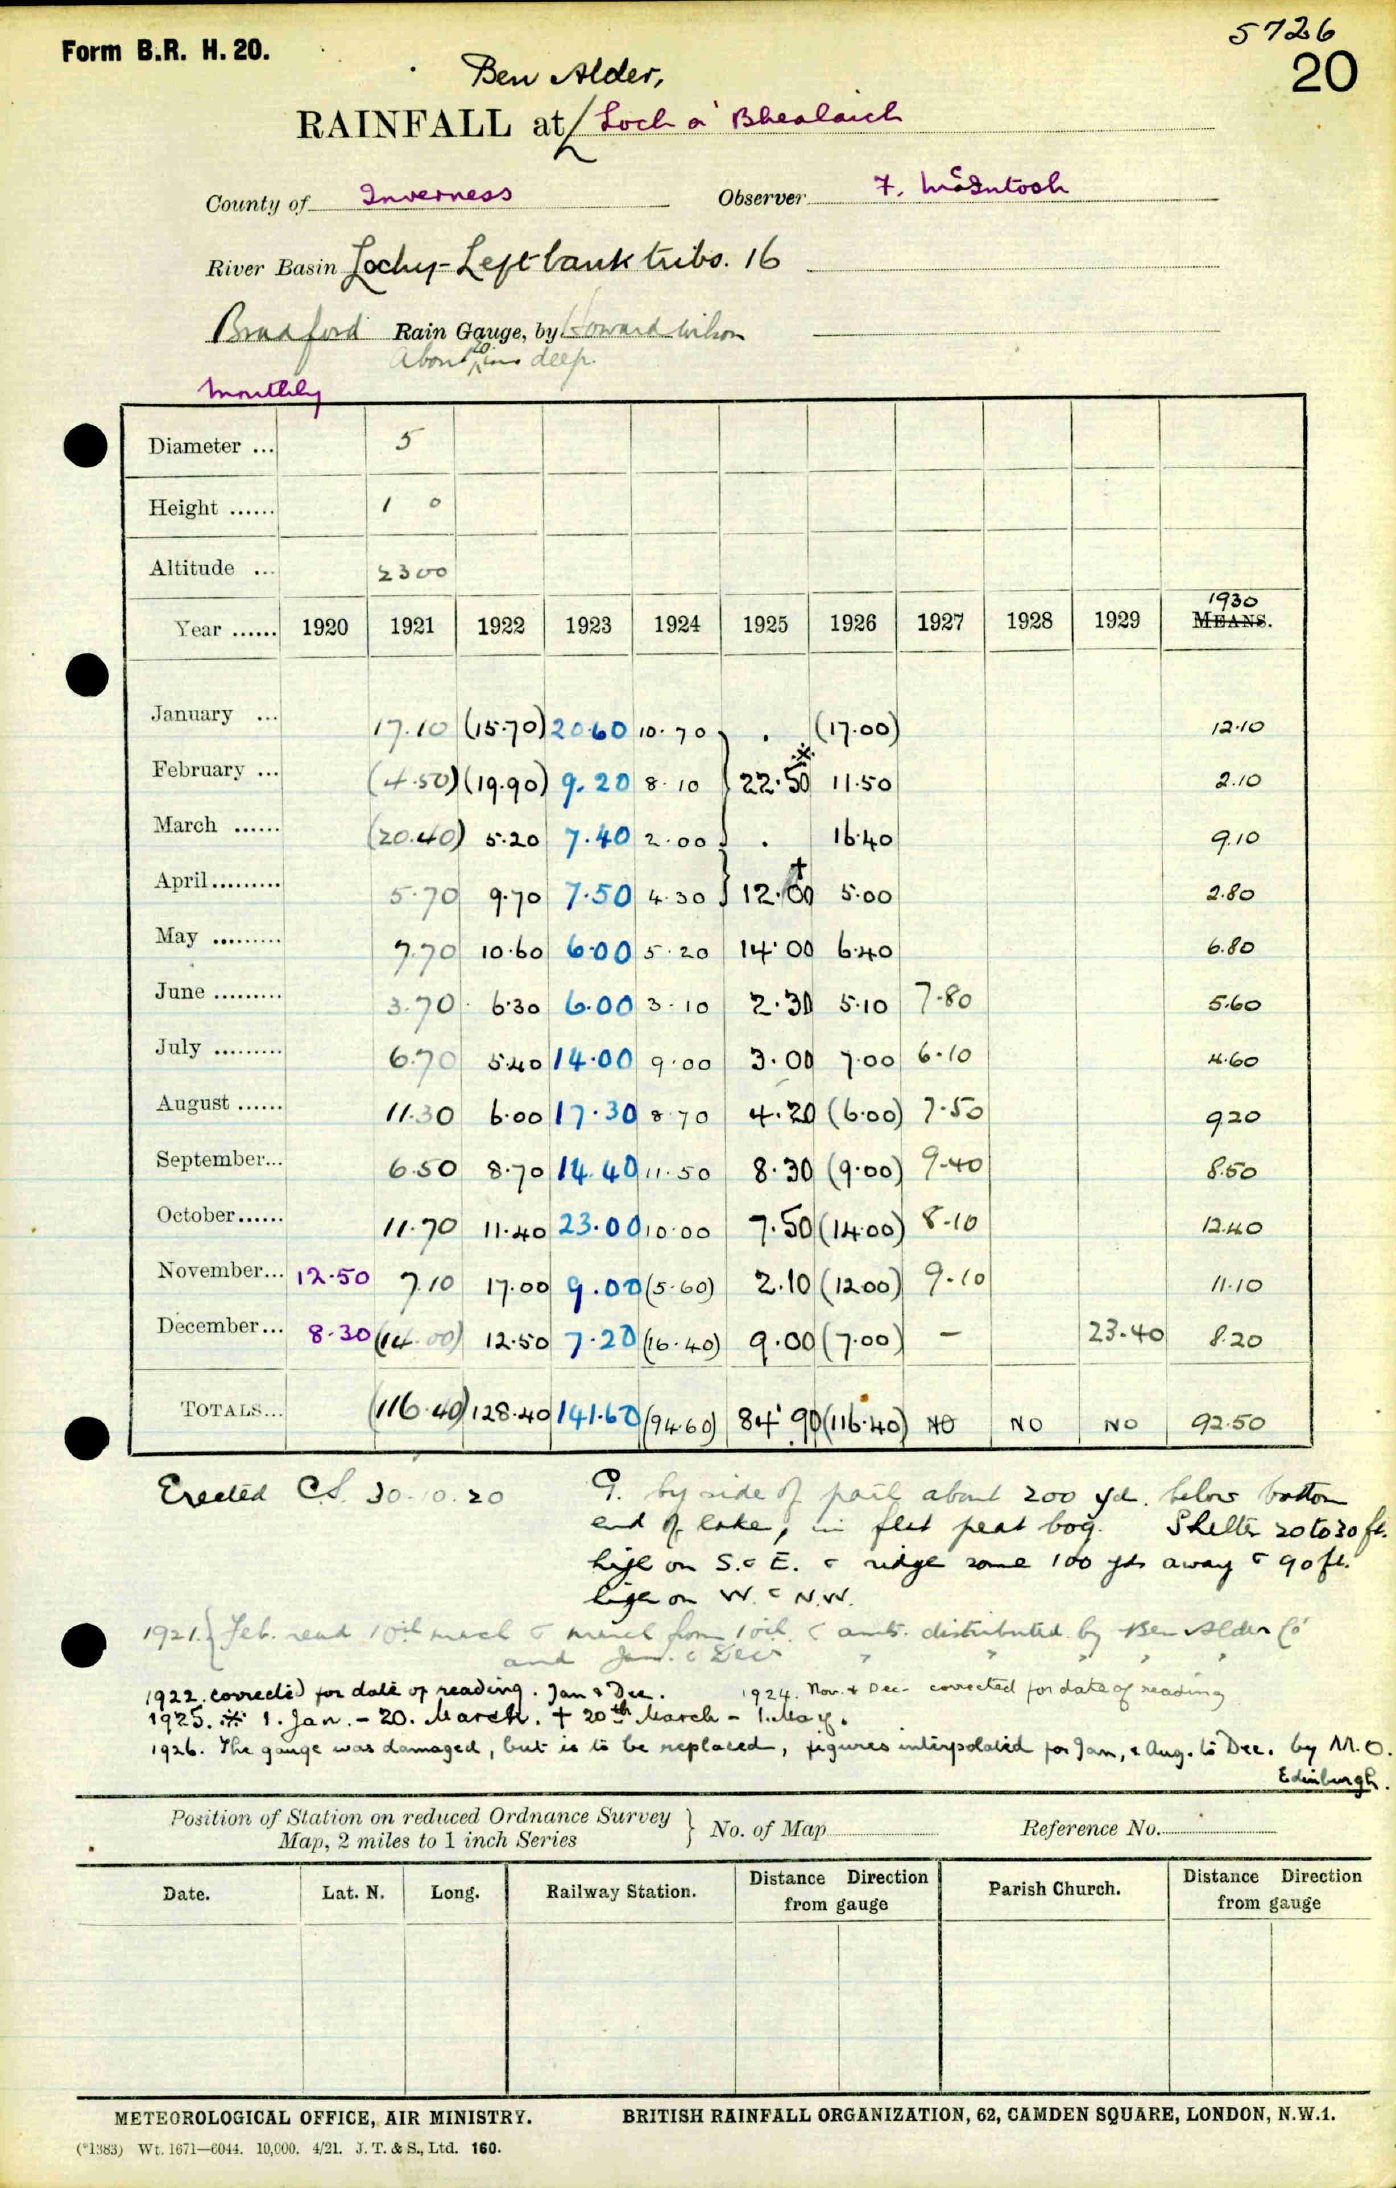 5726
Form B.R. H. 20.
20
Ben Alder,
RAINFALL at Loch a' Bhealaich
County of Inverness Observer F. McIntosh
River Basin Lochy - Left bank tribs. 16
Bradford Rain Gauge, by Howard Wilson
About 20 ins deep.
Monthly
Diameter ... 5
Height ...... 1 0
Altitude ... 2300
1930
Year ...... 1920 1921 1922 1923 1924 1925 1926 1927 1928 1929 MEANS.
January ... 17.10 (15.70) 20.60 10.70 } . (17.00) 12.10
February ... (4.50) (19.90) 9.20 8.10 } 22.50 * 11.50 2.10
March ...... (20.40) 5.20 7.40 2.00 } . 16.40 9.10
April ......... 5.70 9.70 7.50 4.30 } 12.00 + 5.00 2.80
May ......... 7.70 10.60 6.00 5.20 14.00 6.40 6.80
June ......... 3.70 6.30 6.00 3.10 2.30 5.10 7.80 5.60
July ......... 6.70 5.40 14.00 9.00 3.00 7.00 6.10 4.60
August ...... 11.30 6.00 17.30 8.70 4.20 (6.00) 7.50 9.20
September... 6.50 8.70 14.40 11.50 8.30 (9.00) 9.40 8.50
October...... 11.70 11.40 23.00 10.00 7.50 (14.00) 8.10 12.40
November... 12.50 7.10 17.00 9.00 (5.60) 2.10 (12.00) 9.10 11.10
December... 8.30 (14.00) 12.50 7.20 (16.40) 9.00 (7.00) — 23.40 8.20
TOTALS... (116.40) 128.40 141.60 (94.60) 84.90 (116.40) NO NO NO 92.50
Erected C.S. 30.10.20
G. by side of path about 200 yd. below bottom
end of lake, in flat peat bog. Shelter 20 to 30 ft.
high on S. & E. & ridge some 100 yds away & 90 ft.
high on W. & N.W.
1921. { Feb. read 10th march & march from 10th & amts. distributed by Ben Alder Co
and Jan. & Dec. " " " "
1922. corrected for date of reading. Jan & Dec. 1924. Nov. & Dec. corrected for date of reading
1925. * 1. Jan. - 20. March. + 20th March - 1. May.
1926. The gauge was damaged, but is to be replaced, figures interpolated for Jan, & Aug. to Dec. by M.O.
Edinburgh.
Position of Station on reduced Ordnance Survey
Map, 2 miles to 1 inch Series } No. of Map Reference No.
Date. Lat. N. Long. Railway Station. Distance Direction from gauge Parish Church. Distance Direction from gauge
METEOROLOGICAL OFFICE, AIR MINISTRY. BRITISH RAINFALL ORGANIZATION, 62, CAMDEN SQUARE, LONDON, N.W.1.
(*1383) Wt. 1671—6044. 10,000. 4/21. J. T. & S., Ltd. 160.